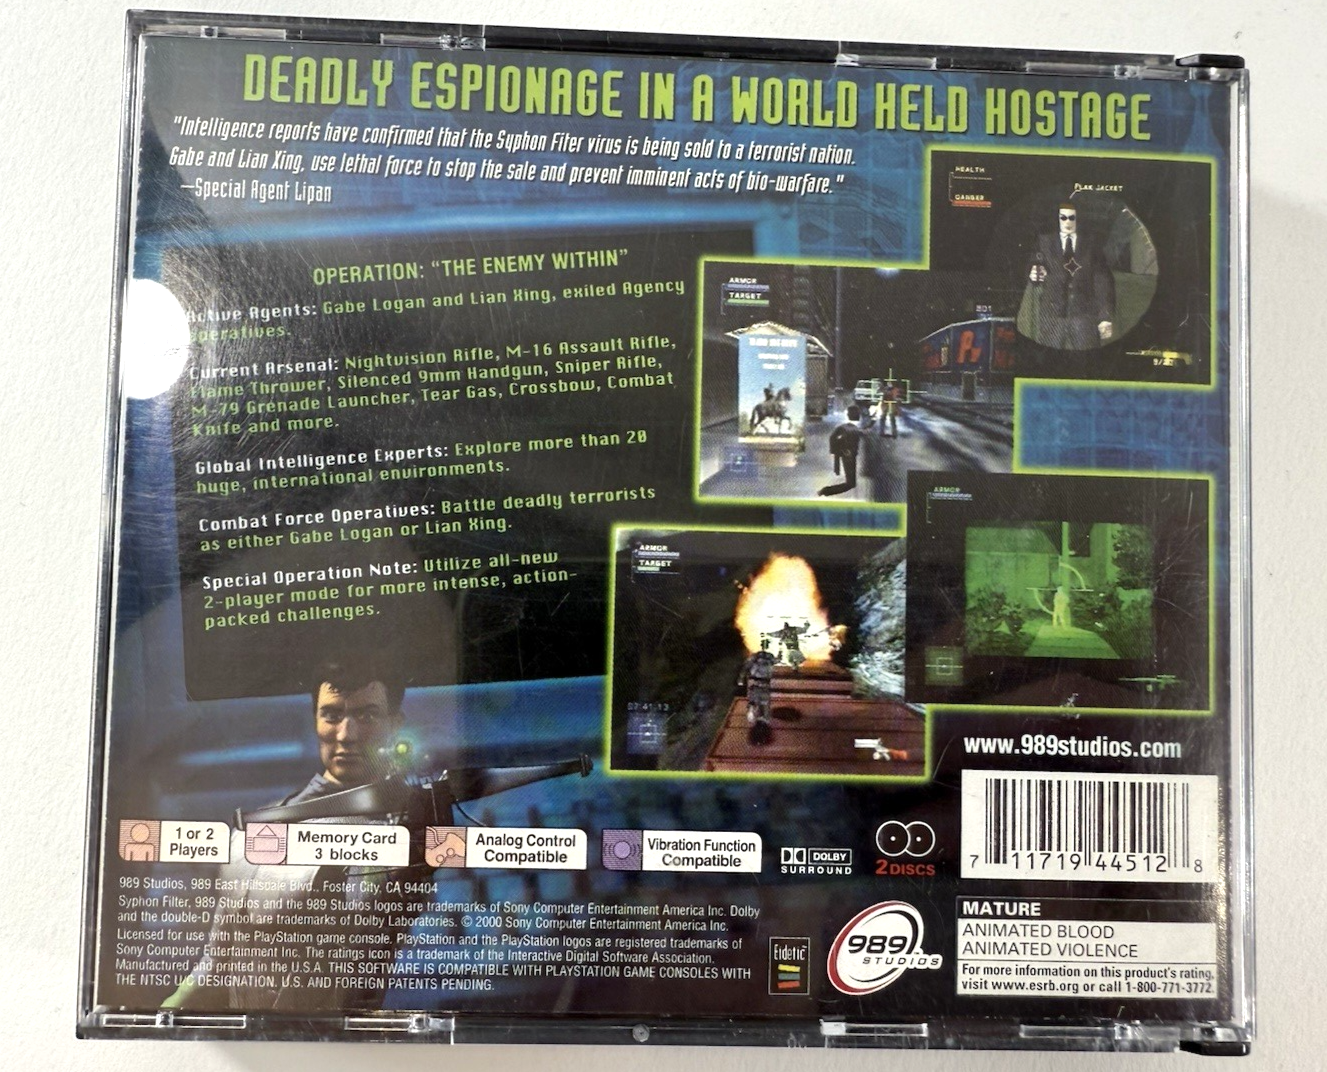 DEADLY ESPIONAGE IN A WORLD HELD HOSTAGE
"Intelligence reports have confirmed that the Syphon Fiter virus is being sold to a terrorist nation.
Gabe and Lian Xing, use lethal force to stop the sale and prevent imminent acts of bio-warfare."
—Special Agent Lipan
OPERATION: "THE ENEMY WITHIN"
Active Agents: Gabe Logan and Lian Xing, exiled Agency
operatives.
Current Arsenal: Nightvision Rifle, M-16 Assault Rifle,
Flame Thrower, Silenced 9mm Handgun, Sniper Rifle,
M-79 Grenade Launcher, Tear Gas, Crossbow, Combat
Knife and more.
Global Intelligence Experts: Explore more than 20
huge, international environments.
Combat Force Operatives: Battle deadly terrorists
as either Gabe Logan or Lian Xing.
Special Operation Note: Utilize all-new
2-player mode for more intense, action-
packed challenges.
HEALTH
DANGER
FLAK JACKET
ARMOR
TARGET
ARMOR
ARMOR
TARGET
07:41.13
www.989studios.com
1 or 2
Players
Memory Card
3 blocks
Analog Control
Compatible
Vibration Function
Compatible
DOLBY
SURROUND
2 DISCS
7 11719 44512 8
989 Studios, 989 East Hillsdale Blvd., Foster City, CA 94404
Syphon Filter, 989 Studios and the 989 Studios logos are trademarks of Sony Computer Entertainment America Inc. Dolby
and the double-D symbol are trademarks of Dolby Laboratories. © 2000 Sony Computer Entertainment America Inc.
Licensed for use with the PlayStation game console. PlayStation and the PlayStation logos are registered trademarks of
Sony Computer Entertainment Inc. The ratings icon is a trademark of the Interactive Digital Software Association.
Manufactured and printed in the U.S.A. THIS SOFTWARE IS COMPATIBLE WITH PLAYSTATION GAME CONSOLES WITH
THE NTSC U/C DESIGNATION. U.S. AND FOREIGN PATENTS PENDING.
Eidetic
989
STUDIOS
MATURE
ANIMATED BLOOD
ANIMATED VIOLENCE
For more information on this product's rating,
visit www.esrb.org or call 1-800-771-3772.